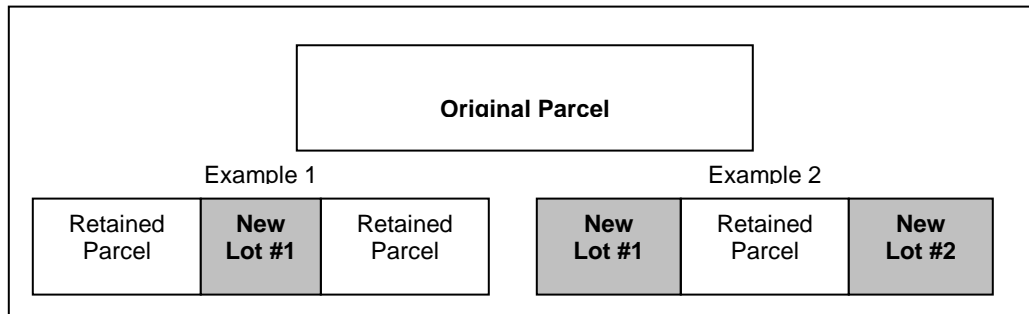 Original Parcel
Example 1
Example 2
Retained Parcel
New Lot #1
Retained Parcel
New Lot #1
Retained Parcel
New Lot #2